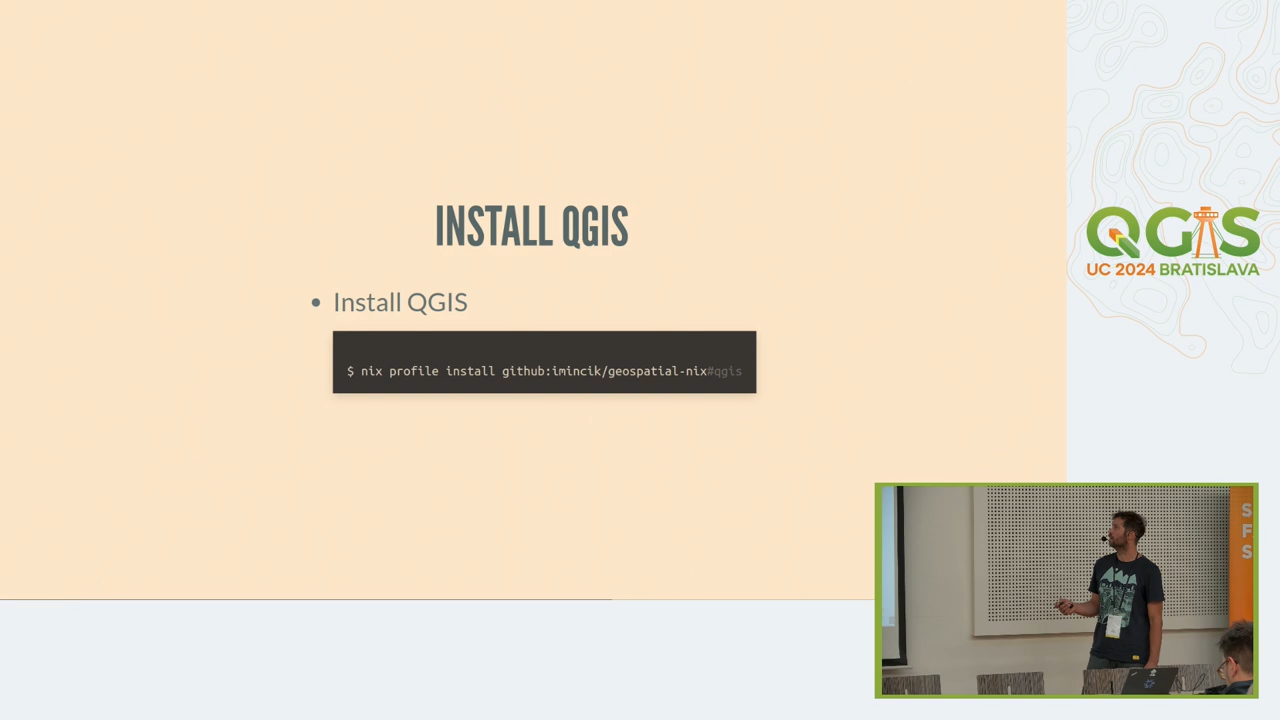 INSTALL QGIS
Install QGIS
$ nix profile install github:imincik/geospatial-nix#qgis
QGIS
UC 2024 BRATISLAVA
S
F
S